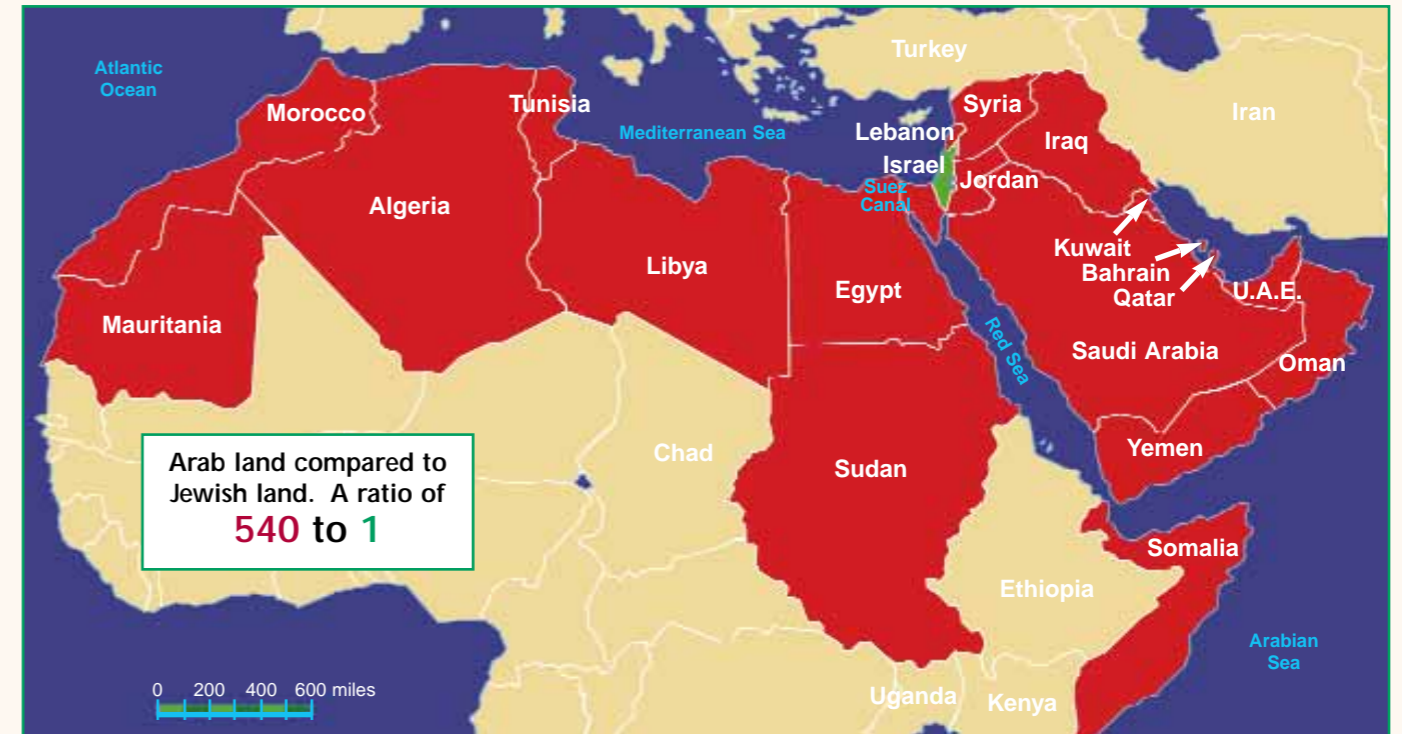 Atlantic
Ocean
Turkey
Morocco
Tunisia
Syria
Iran
Mediterranean Sea
Lebanon
Iraq
Israel
Suez
Canal
Jordan
Algeria
Libya
Egypt
Kuwait
Bahrain
Qatar
U.A.E.
Mauritania
Red Sea
Saudi Arabia
Oman
Arab land compared to
Jewish land. A ratio of
540 to 1
Chad
Sudan
Yemen
Somalia
Ethiopia
Arabian
Sea
0 200 400 600 miles
Uganda
Kenya